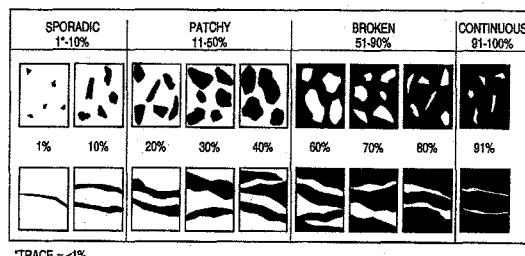 SPORADIC PATCHY BROKEN CONTINUOUS
1*-10% 11-50% 51-90% 91-100%
1% 10% 20% 30% 40% 60% 70% 80% 91%
*TRACE = <1%